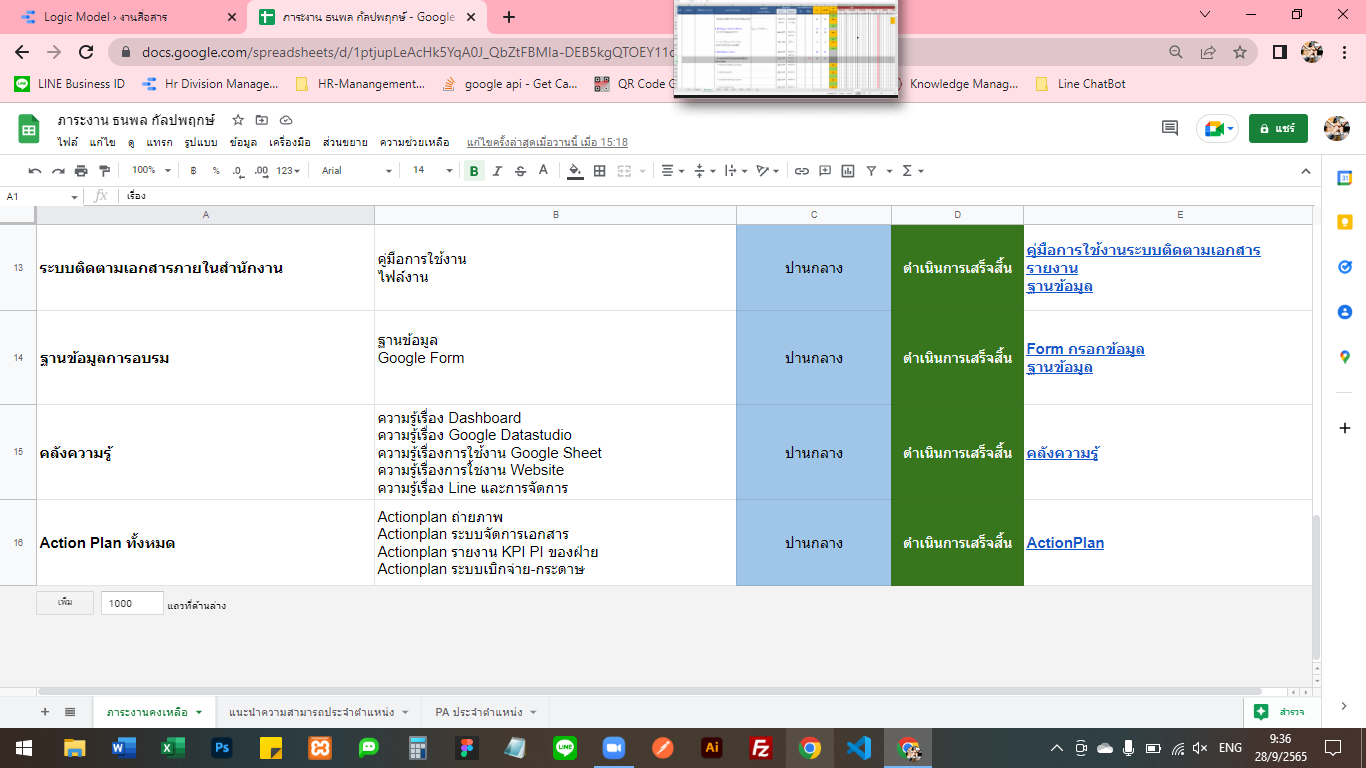 Logic Model › งานสื่อสาร
ภาระงาน ธนพล กัลปพฤกษ์ - Google
docs.google.com/spreadsheets/d/1ptjupLeAcHk5YgA0J_QbZtFBMIa-DEB5kgQTOEY11
LINE Business ID
Hr Division Manage...
HR-Mangement...
google api - Get Ca...
QR Code
Knowledge Manag...
Line ChatBot
ภาระงาน ธนพล กัลปพฤกษ์
ไฟล์ แก้ไข ดู แทรก รูปแบบ ข้อมูล เครื่องมือ ส่วนขยาย ความช่วยเหลือ แก้ไขครั้งล่าสุดเมื่อวานนี้ เมื่อ 15:18
แชร์
100% ฿ % .0 .00 123 Arial 14 B I S A
A1 fx เรื่อง
A B C D E
13
ระบบติดตามเอกสารภายในสำนักงาน
คู่มือการใช้งาน
ไฟล์งาน
ปานกลาง
ดำเนินการเสร็จสิ้น
คู่มือการใช้งานระบบติดตามเอกสาร
รายงาน
ฐานข้อมูล
14
ฐานข้อมูลการอบรม
ฐานข้อมูล
Google Form
ปานกลาง
ดำเนินการเสร็จสิ้น
Form กรอกข้อมูล
ฐานข้อมูล
15
คลังความรู้
ความรู้เรื่อง Dashboard
ความรู้เรื่อง Google Datastudio
ความรู้เรื่องการใช้งาน Google Sheet
ความรู้เรื่องการใช้งาน Website
ความรู้เรื่อง Line และการจัดการ
ปานกลาง
ดำเนินการเสร็จสิ้น
คลังความรู้
16
Action Plan ทั้งหมด
Actionplan ถ่ายภาพ
Actionplan ระบบจัดการเอกสาร
Actionplan รายงาน KPI PI ของฝ่าย
Actionplan ระบบเบิกจ่าย-กระดาษ
ปานกลาง
ดำเนินการเสร็จสิ้น
ActionPlan
เพิ่ม 1000 แถวที่ด้านล่าง
ภาระงานคงเหลือ
แนะนำความสามารถประจำตำแหน่ง
PA ประจำตำแหน่ง
สำรวจ
ENG
9:36
28/9/2565